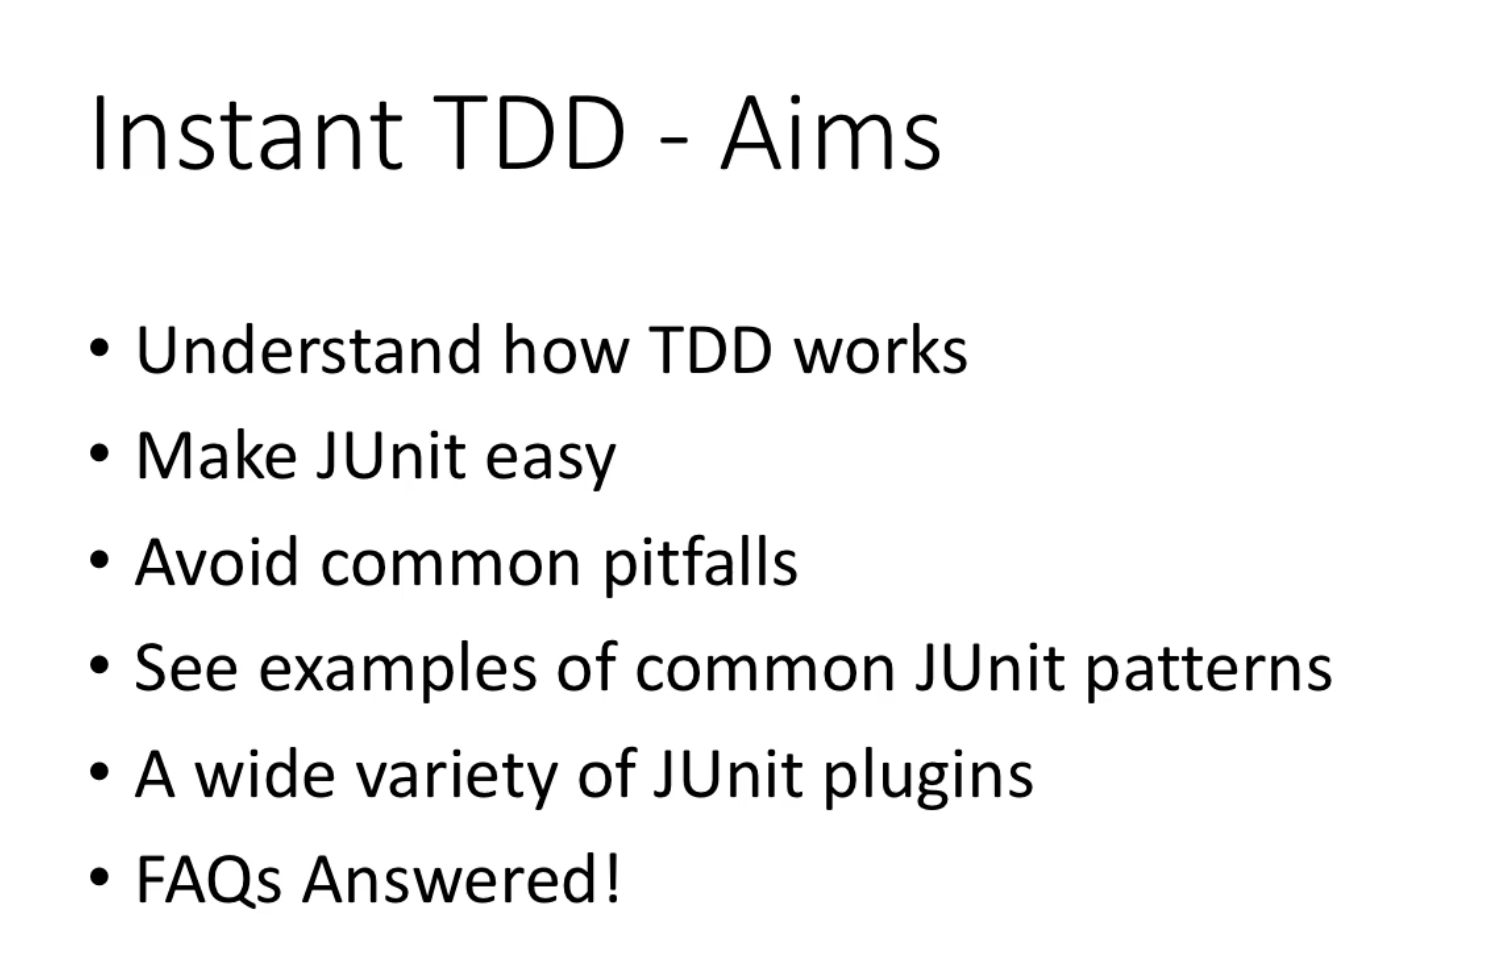 Instant TDD - Aims
• Understand how TDD works
• Make JUnit easy
• Avoid common pitfalls
• See examples of common JUnit patterns
• A wide variety of JUnit plugins
• FAQs Answered!